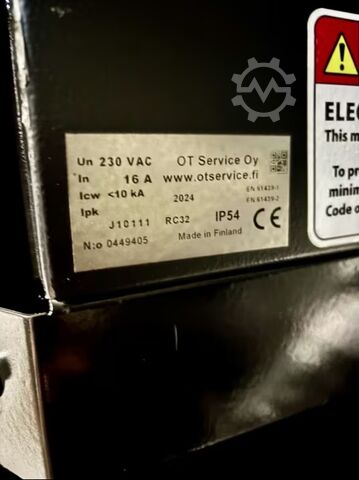 Un 230 VAC OT Service Oy
In 16 A www.otservice.fi
Icw <10 kA 2024 EN 61439-1
Ipk EN 61439-2
J10111 RC32 IP54 CE
N:o 0449405 Made in Finland
ELEC
This m
To pr
minim
Code o